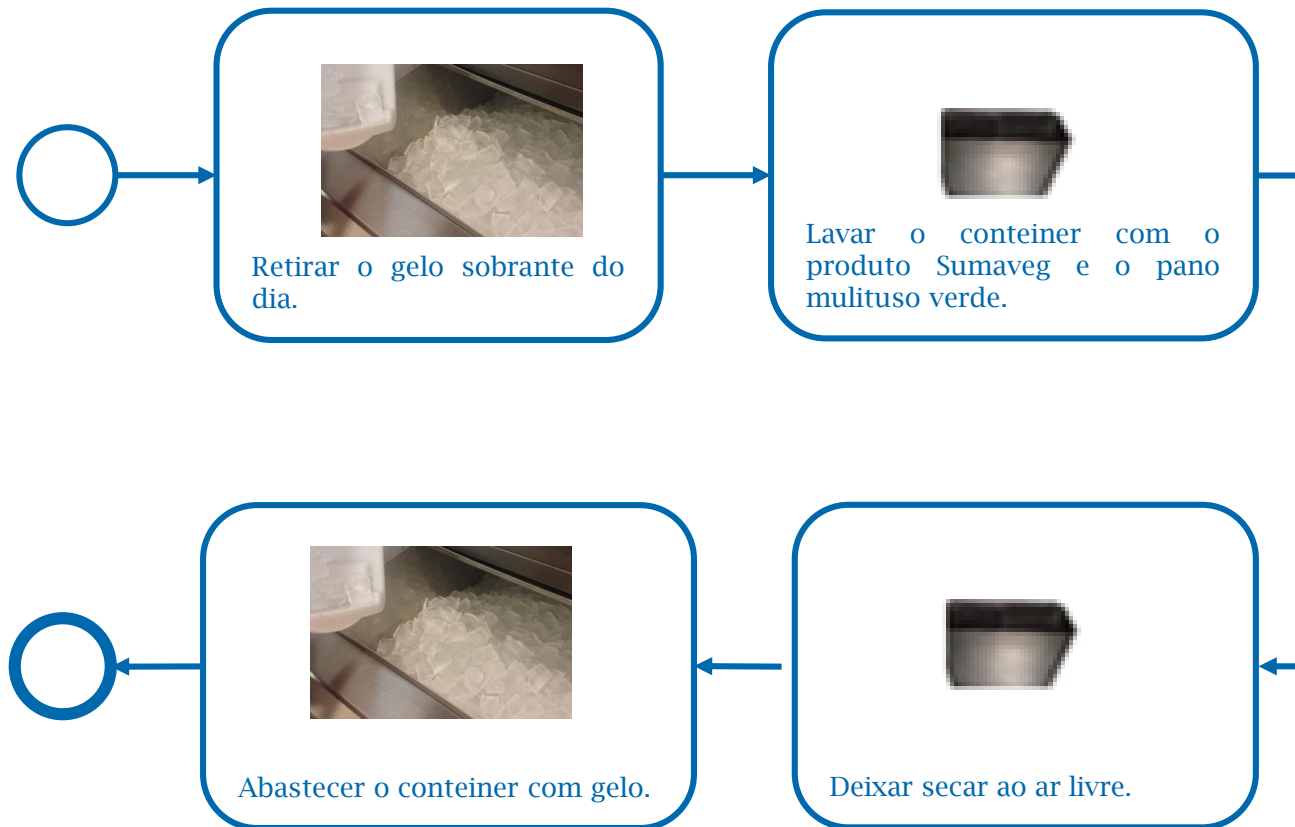 Retirar o gelo sobrante do
dia.
Lavar o conteiner com o
produto Sumaveg e o pano
mulituso verde.
Abastecer o conteiner com gelo.
Deixar secar ao ar livre.